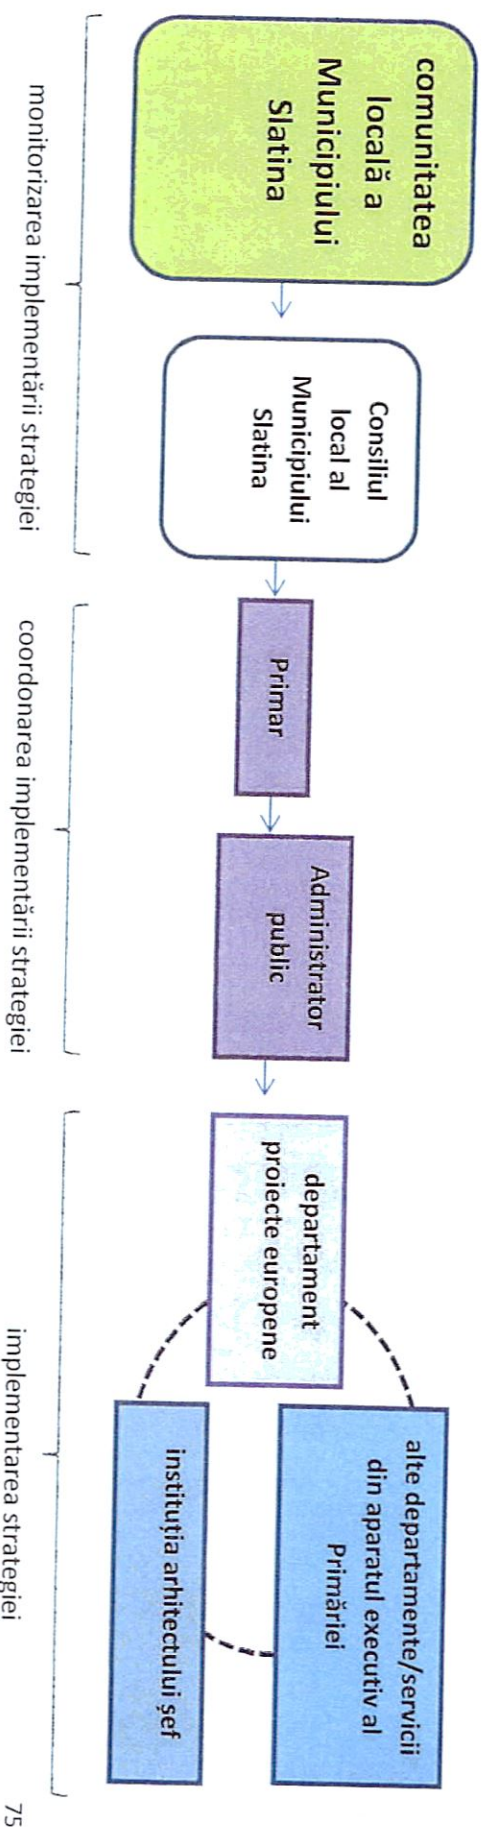 comunitatea
locală a
Municipiului
Slatina
Consiliul
local al
Municipiului
Slatina
Primar
Administrator
public
departament
proiecte europene
alte departamente/servicii
din aparatul executiv al
Primăriei
instituția arhitectului șef
monitorizarea implementării strategiei
coordonarea implementării strategiei
implementarea strategiei
75